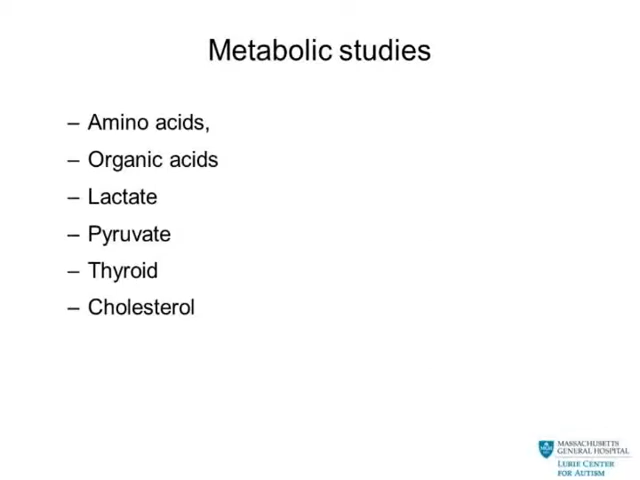 Metabolic studies
– Amino acids,
– Organic acids
– Lactate
– Pyruvate
– Thyroid
– Cholesterol
MASSACHUSETTS
GENERAL HOSPITAL
LURIE CENTER
FOR AUTISM